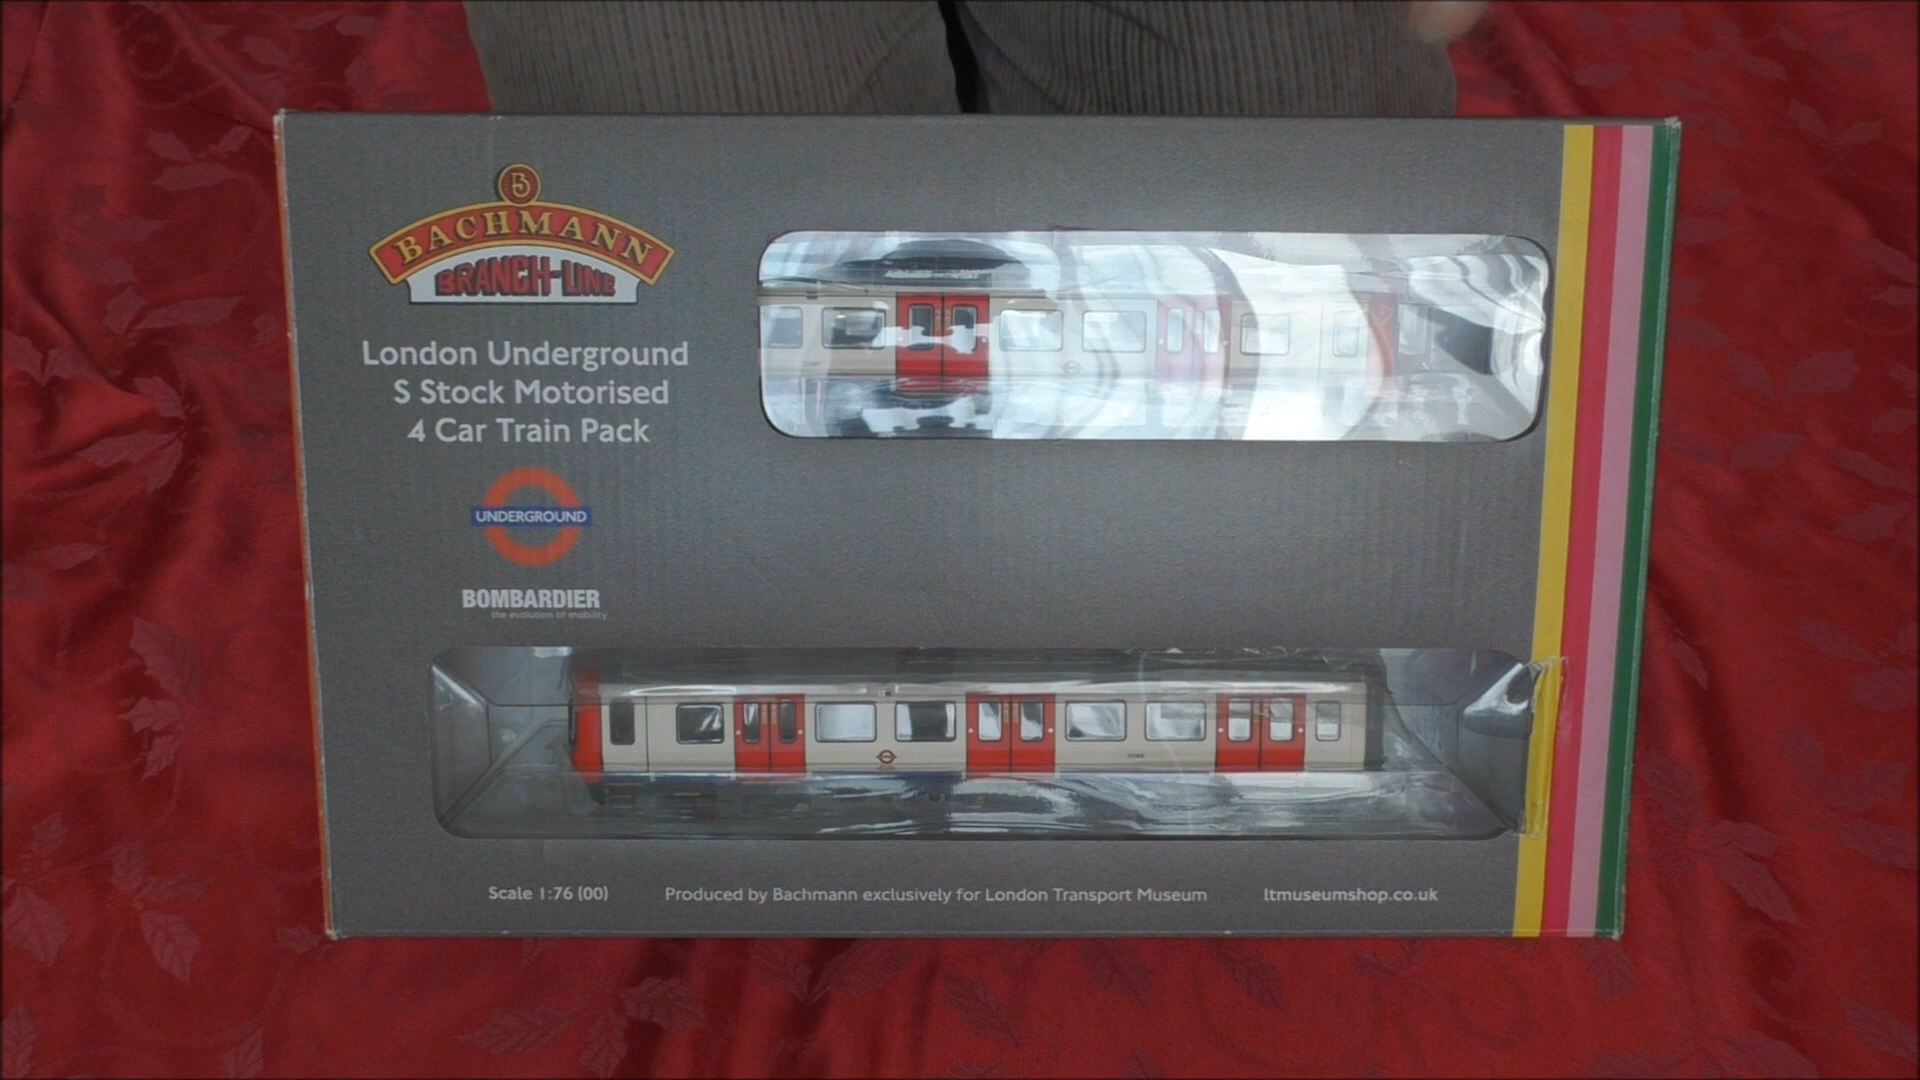 B
BACHMANN
BRANCH-LINE
London Underground
S Stock Motorised
4 Car Train Pack
UNDERGROUND
BOMBARDIER
the evolution of mobility
Scale 1:76 (00)
Produced by Bachmann exclusively for London Transport Museum
ltmuseumshop.co.uk